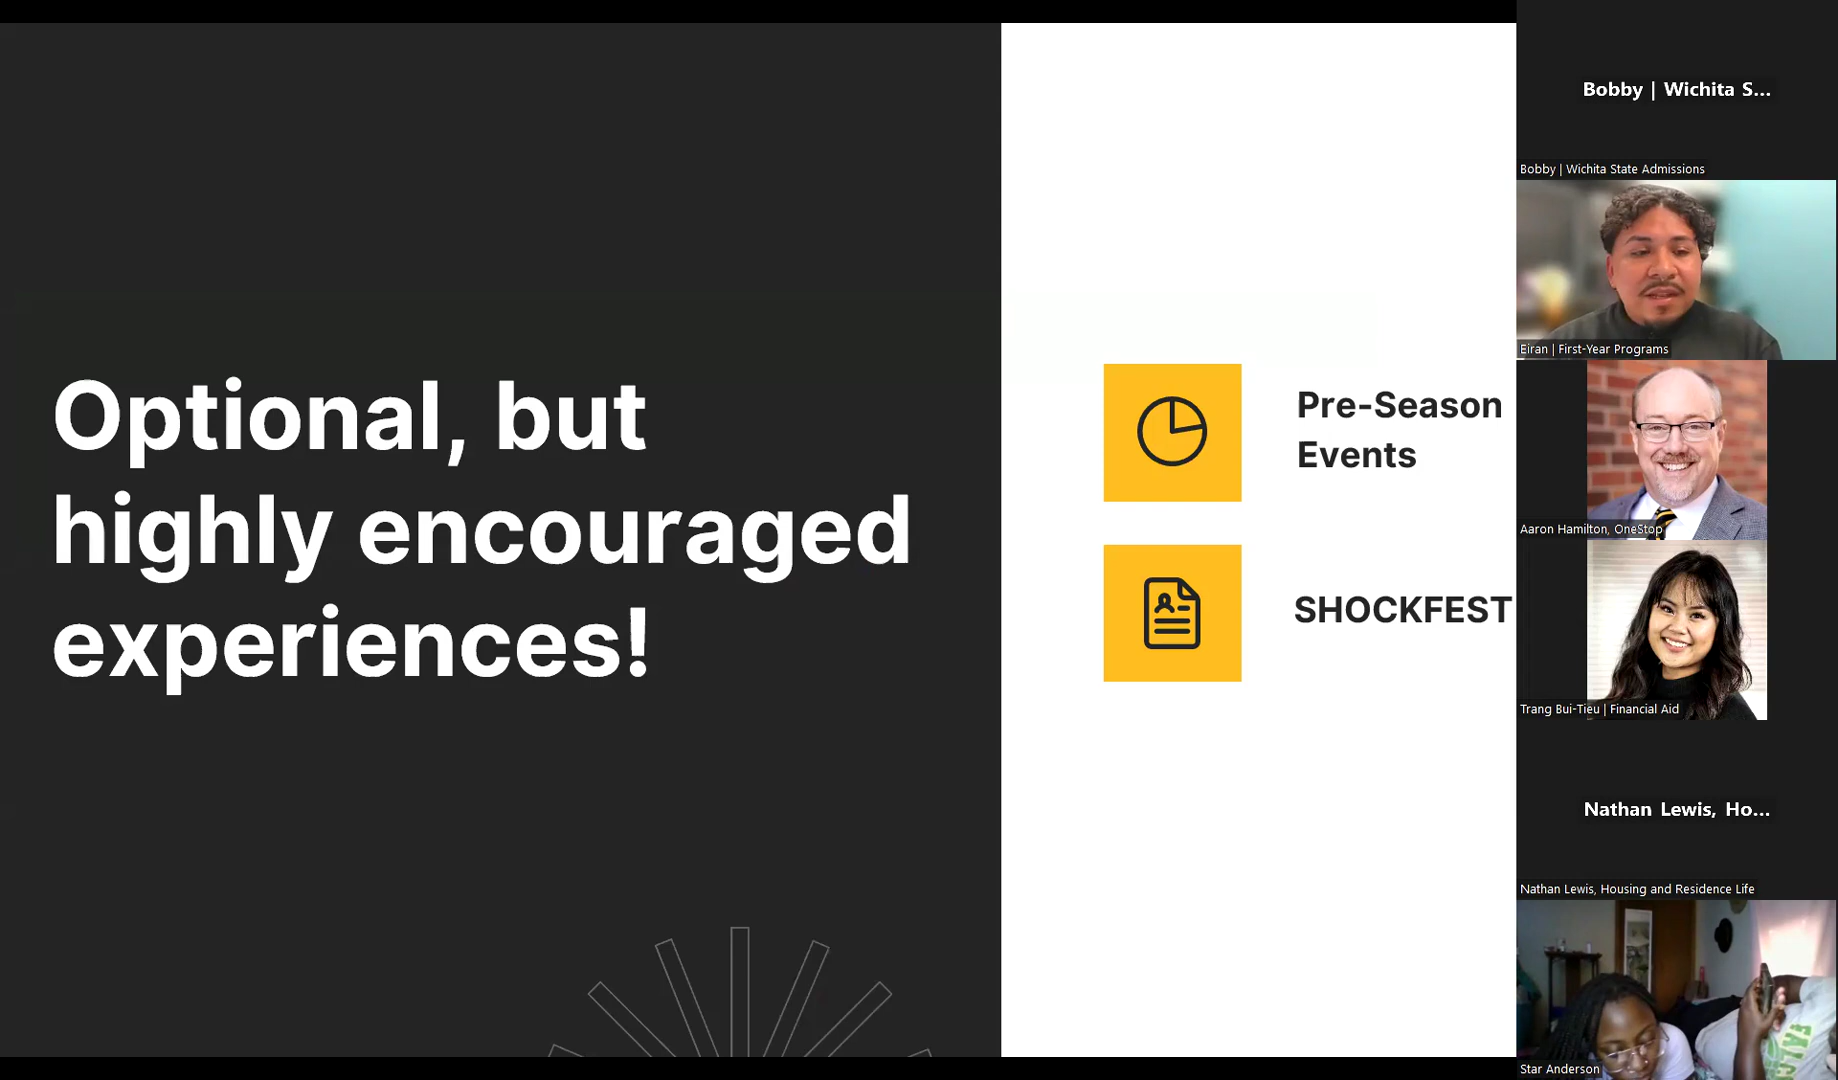 Optional, but
highly encouraged
experiences!
Pre-Season
Events
SHOCKFEST
Bobby | Wichita S...
Bobby | Wichita State Admissions
Eiran | First-Year Programs
Aaron Hamilton, OneStop
Trang Bui-Tieu | Financial Aid
Nathan Lewis, Ho...
Nathan Lewis, Housing and Residence Life
FALC
Star Anderson